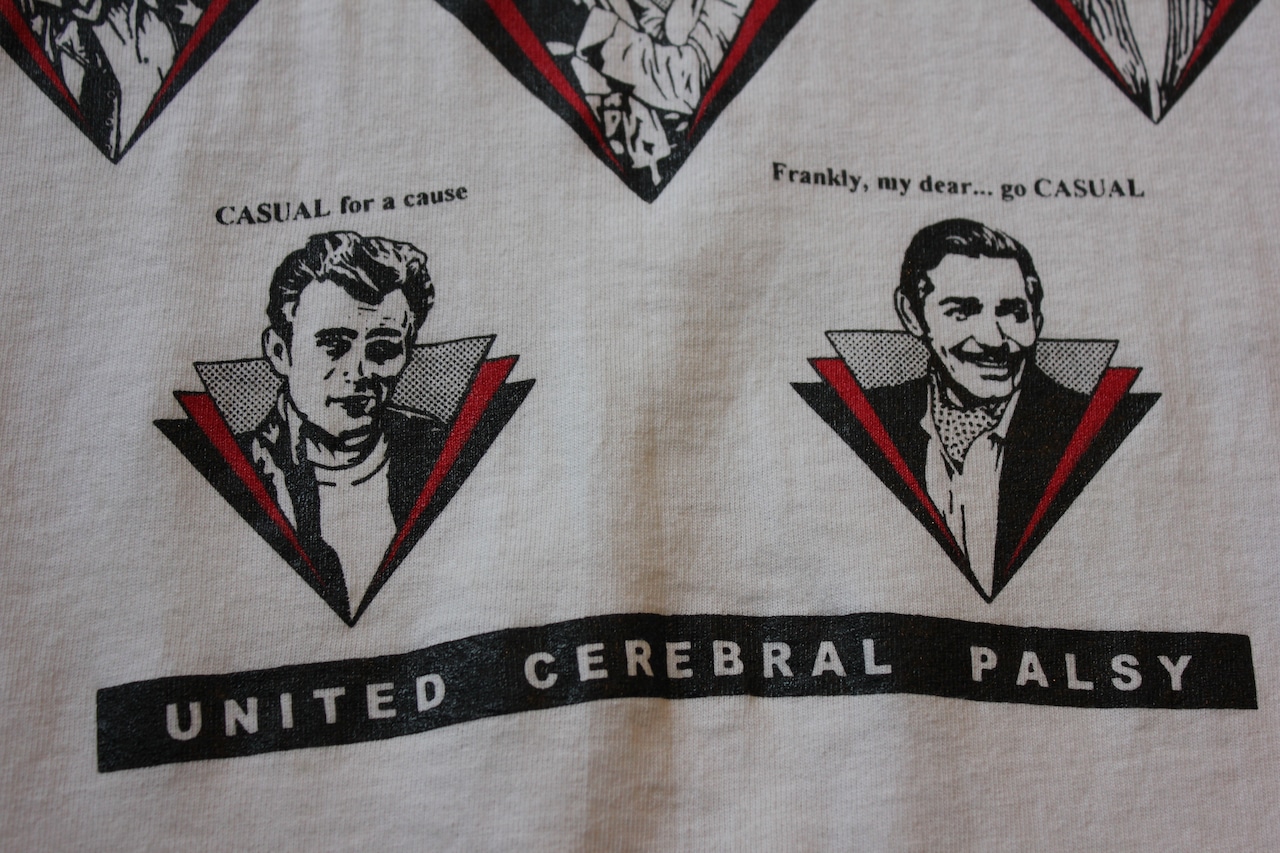 CASUAL for a cause
Frankly, my dear... go CASUAL
UNITED CEREBRAL PALSY